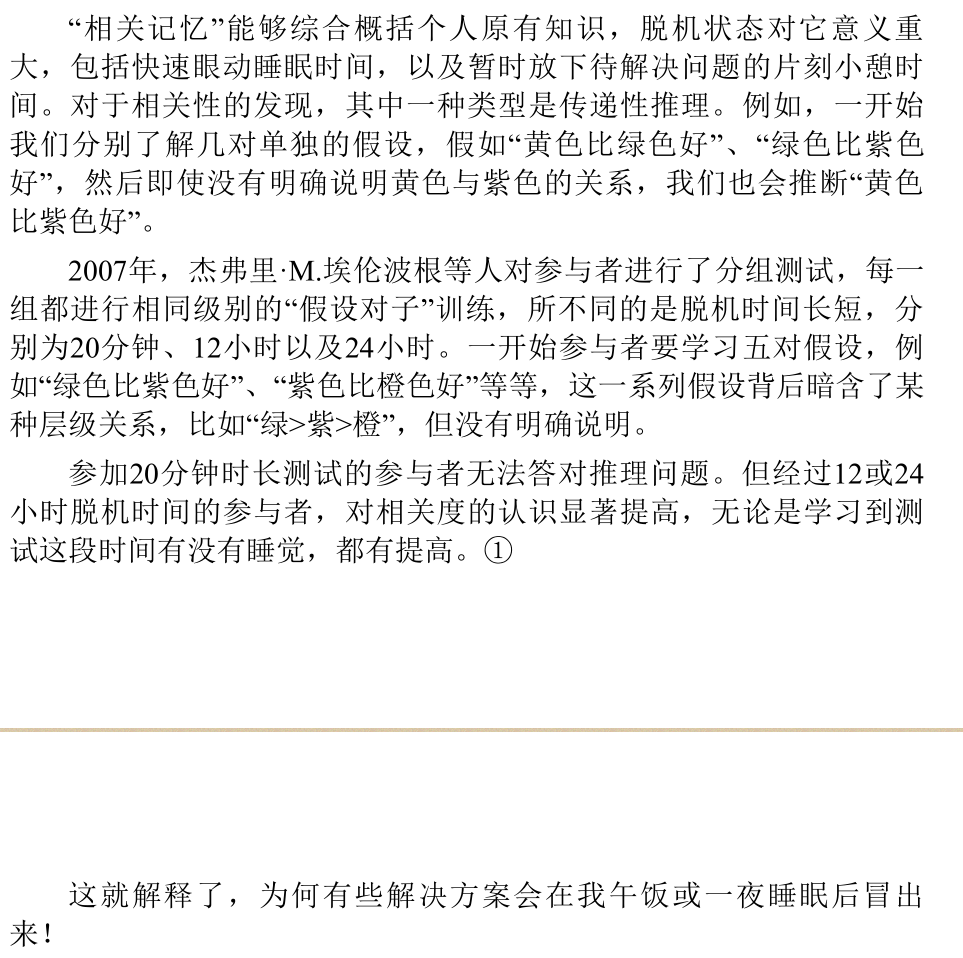 “相关记忆”能够综合概括个人原有知识，脱机状态对它意义重
大，包括快速眼动睡眠时间，以及暂时放下待解决问题的片刻小憩时
间。对于相关性的发现，其中一种类型是传递性推理。例如，一开始
我们分别了解几对单独的假设，假如“黄色比绿色好”、“绿色比紫色
好”，然后即使没有明确说明黄色与紫色的关系，我们也会推断“黄色
比紫色好”。
2007年，杰弗里·M.埃伦波根等人对参与者进行了分组测试，每一
组都进行相同级别的“假设对子”训练，所不同的是脱机时间长短，分
别为20分钟、12小时以及24小时。一开始参与者要学习五对假设，例
如“绿色比紫色好”、“紫色比橙色好”等等，这一系列假设背后暗含了某
种层级关系，比如“绿>紫>橙”，但没有明确说明。
参加20分钟时长测试的参与者无法答对推理问题。但经过12或24
小时脱机时间的参与者，对相关度的认识显著提高，无论是学习到测
试这段时间有没有睡觉，都有提高。①
这就解释了，为何有些解决方案会在我午饭或一夜睡眠后冒出
来！